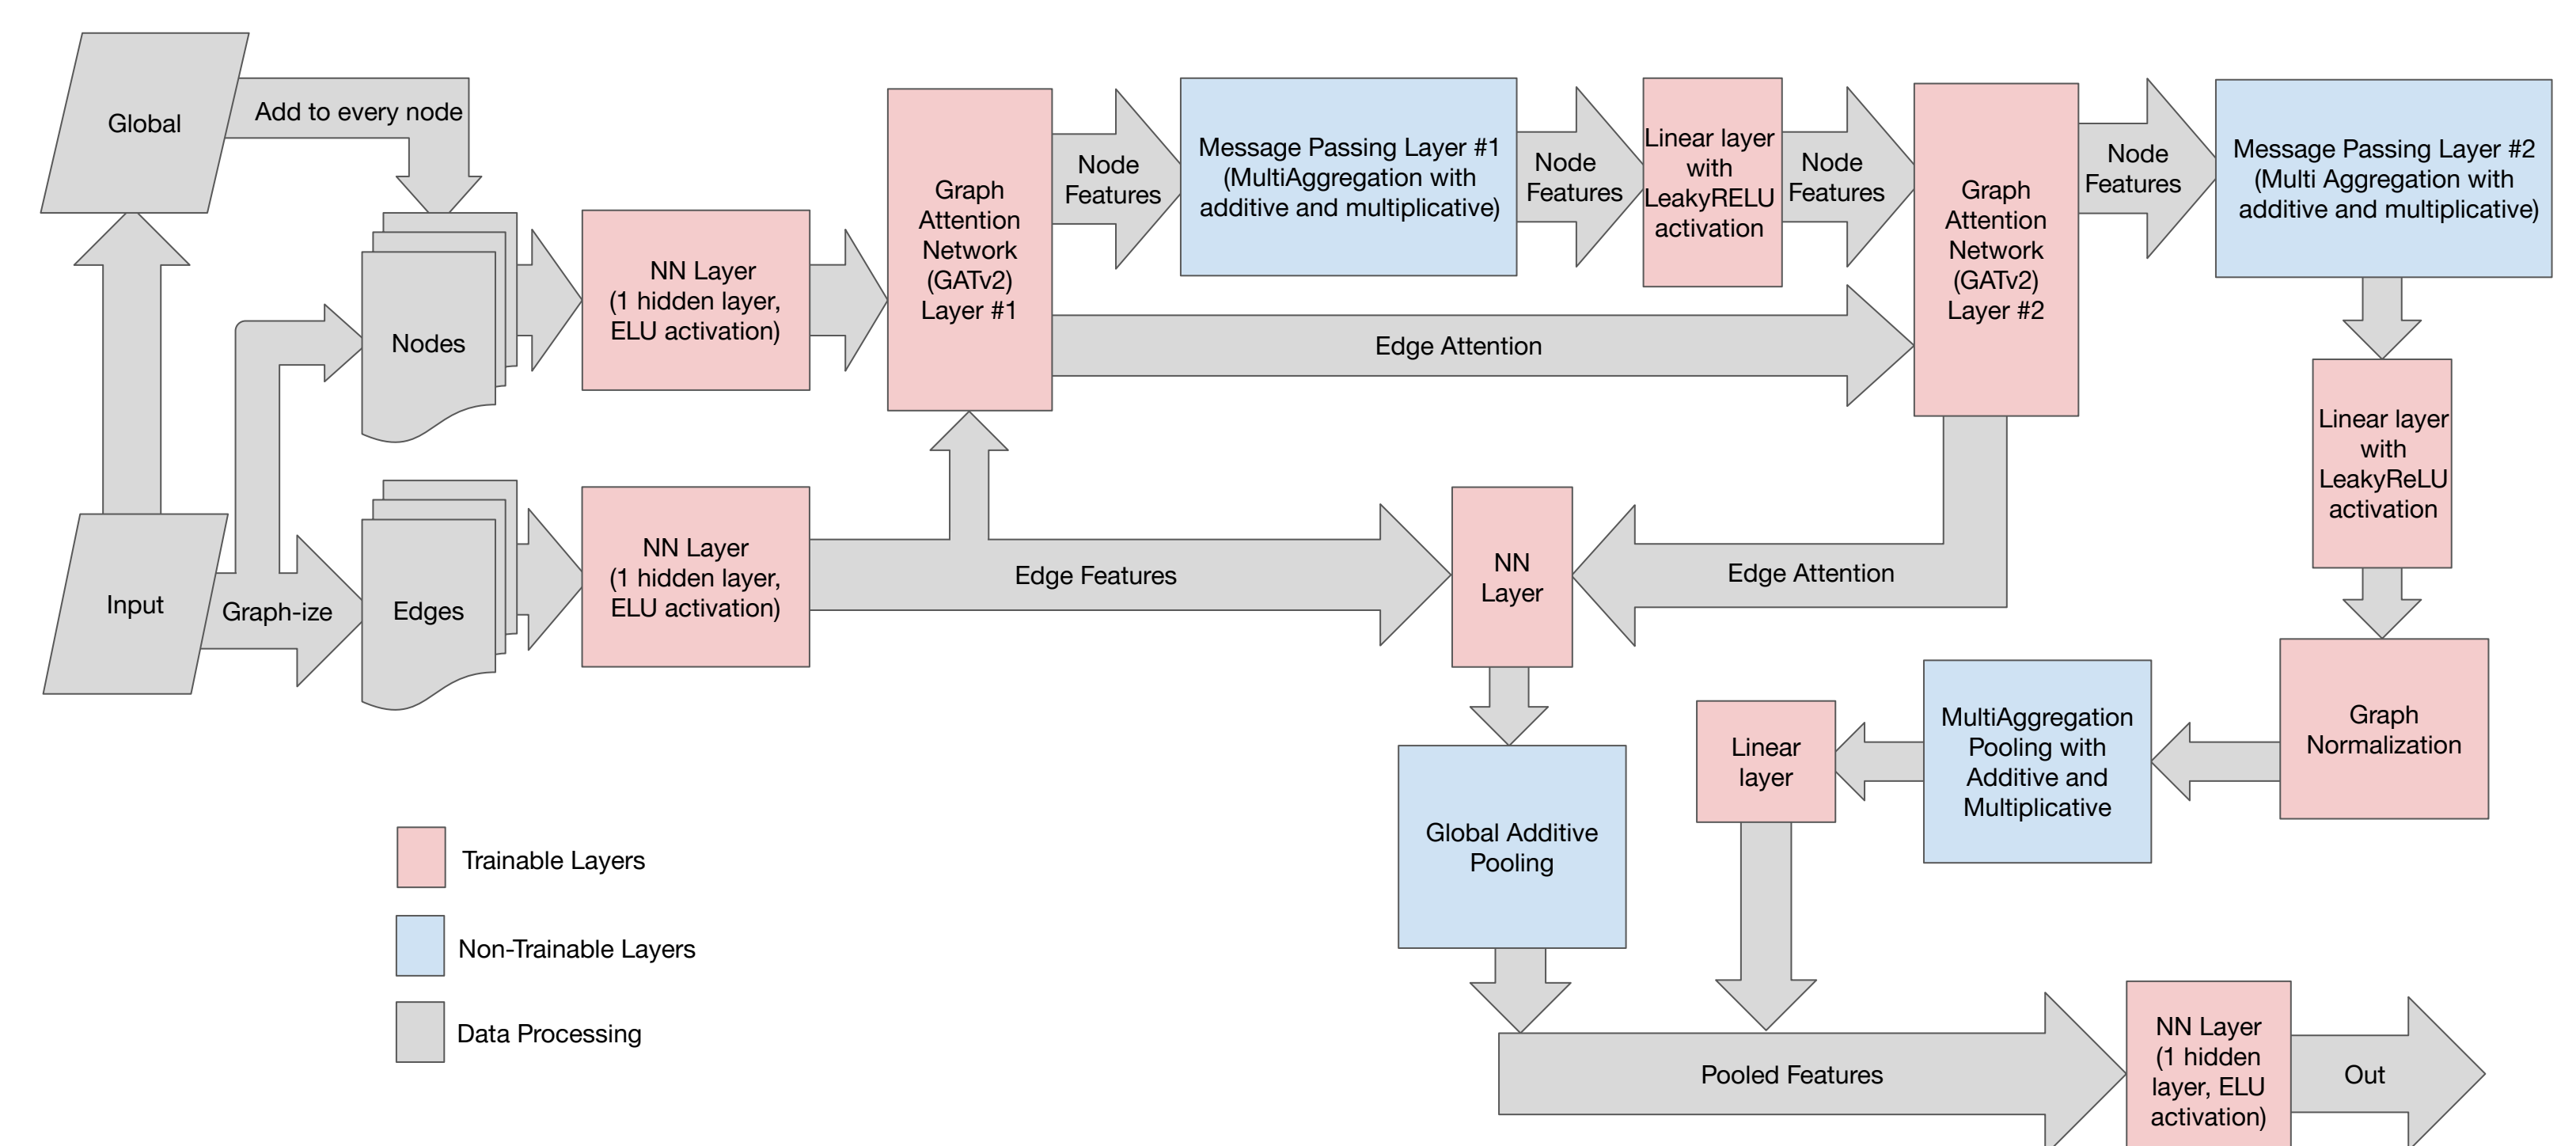 Global
Add to every node
Nodes
Input
Graph-ize
Edges
NN Layer
(1 hidden layer,
ELU activation)
NN Layer
(1 hidden layer,
ELU activation)
Graph
Attention
Network
(GATv2)
Layer #1
Node
Features
Message Passing Layer #1
(MultiAggregation with
additive and multiplicative)
Node
Features
Linear layer
with
LeakyRELU
activation
Node
Features
Edge Attention
Graph
Attention
Network
(GATv2)
Layer #2
Node
Features
Message Passing Layer #2
(Multi Aggregation with
additive and multiplicative)
Linear layer
with
LeakyReLU
activation
Edge Features
NN
Layer
Edge Attention
Graph
Normalization
MultiAggregation
Pooling with
Additive and
Multiplicative
Linear
layer
Global Additive
Pooling
Trainable Layers
Non-Trainable Layers
Data Processing
Pooled Features
NN Layer
(1 hidden
layer, ELU
activation)
Out